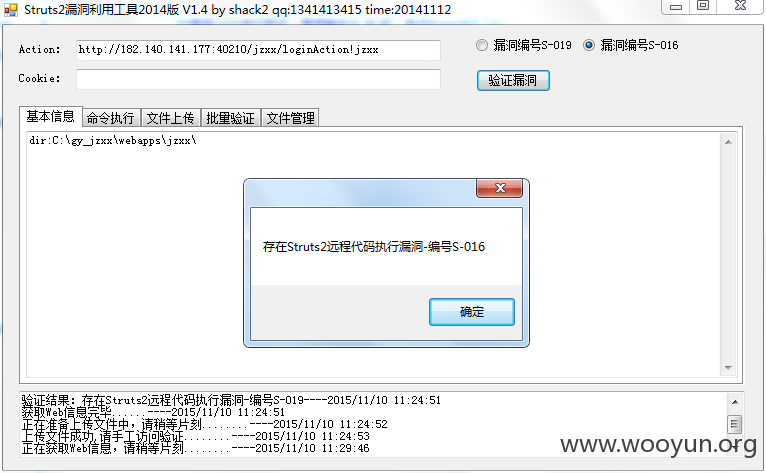 Struts2漏洞利用工具2014版 V1.4 by shack2 qq:1341413415 time:20141112
Action: http://182.140.141.177:40210/jzxx/loginAction!jzxx 漏洞编号S-019 漏洞编号S-016
Cookie: 验证漏洞
基本信息 命令执行 文件上传 批量验证 文件管理
dir:C:\gy_jzxx\webapps\jzxx\
存在Struts2远程代码执行漏洞-编号S-016
确定
验证结果：存在Struts2远程代码执行漏洞-编号S-019----2015/11/10 11:24:51
获取Web信息完毕......----2015/11/10 11:24:51
正在准备上传文件中，请稍等片刻........----2015/11/10 11:24:52
上传文件成功,请手工访问验证........----2015/11/10 11:24:53
正在获取Web信息，请稍等片刻........----2015/11/10 11:29:46
www.wooyun.org